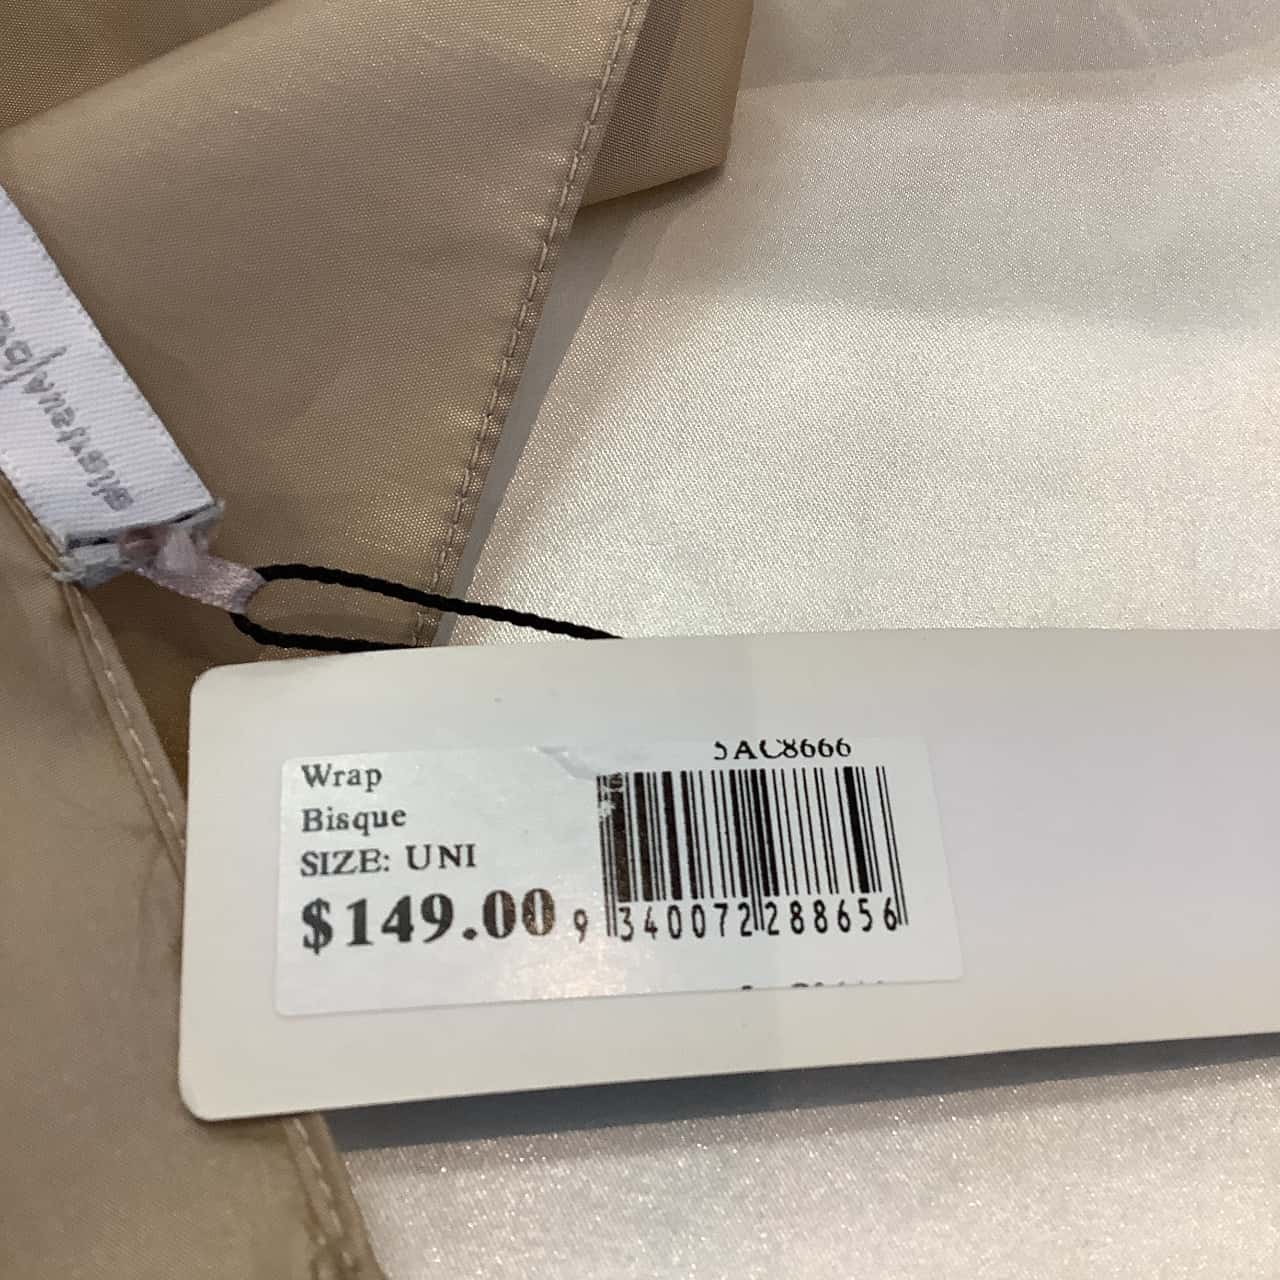 5AC8666
Wrap
Bisque
SIZE: UNI
$149.00
9 340072 288656